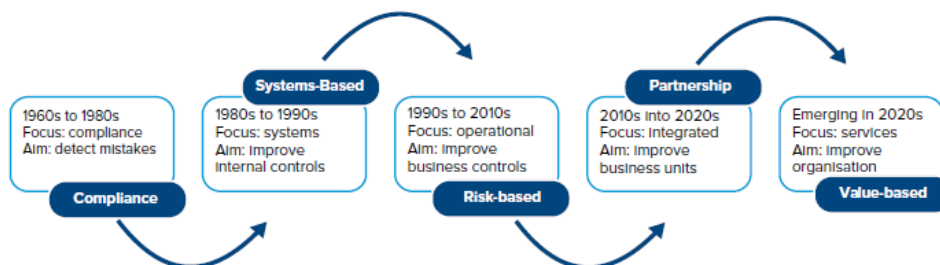 1960s to 1980s
Focus: compliance
Aim: detect mistakes
Compliance
Systems-Based
1980s to 1990s
Focus: systems
Aim: improve
internal controls
1990s to 2010s
Focus: operational
Aim: improve
business controls
Risk-based
Partnership
2010s into 2020s
Focus: integrated
Aim: improve
business units
Emerging in 2020s
Focus: services
Aim: improve
organisation
Value-based